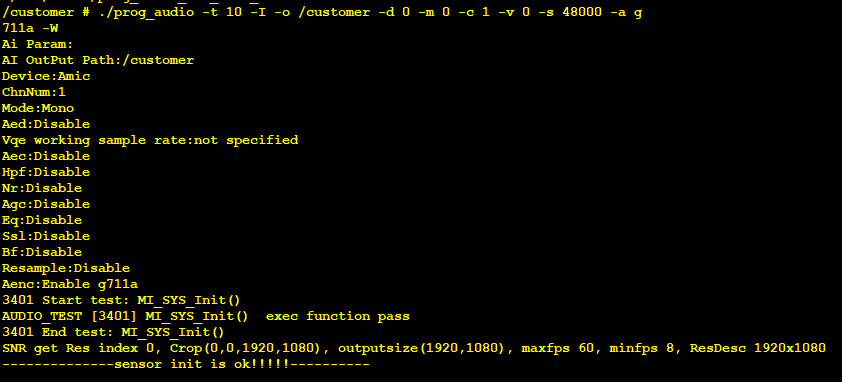 /customer # ./prog_audio -t 10 -I -o /customer -d 0 -m 0 -c 1 -v 0 -s 48000 -a g
711a -W
Ai Param:
AI OutPut Path:/customer
Device:Amic
ChnNum:1
Mode:Mono
Aed:Disable
Vqe working sample rate:not specified
Aec:Disable
Hpf:Disable
Nr:Disable
Agc:Disable
Eq:Disable
Ssl:Disable
Bf:Disable
Resample:Disable
Aenc:Enable g711a
3401 Start test: MI_SYS_Init()
AUDIO_TEST [3401] MI_SYS_Init()  exec function pass
3401 End test: MI_SYS_Init()
SNR get Res index 0, Crop(0,0,1920,1080), outputsize(1920,1080), maxfps 60, minfps 8, ResDesc 1920x1080
--------------sensor init is ok!!!!!----------